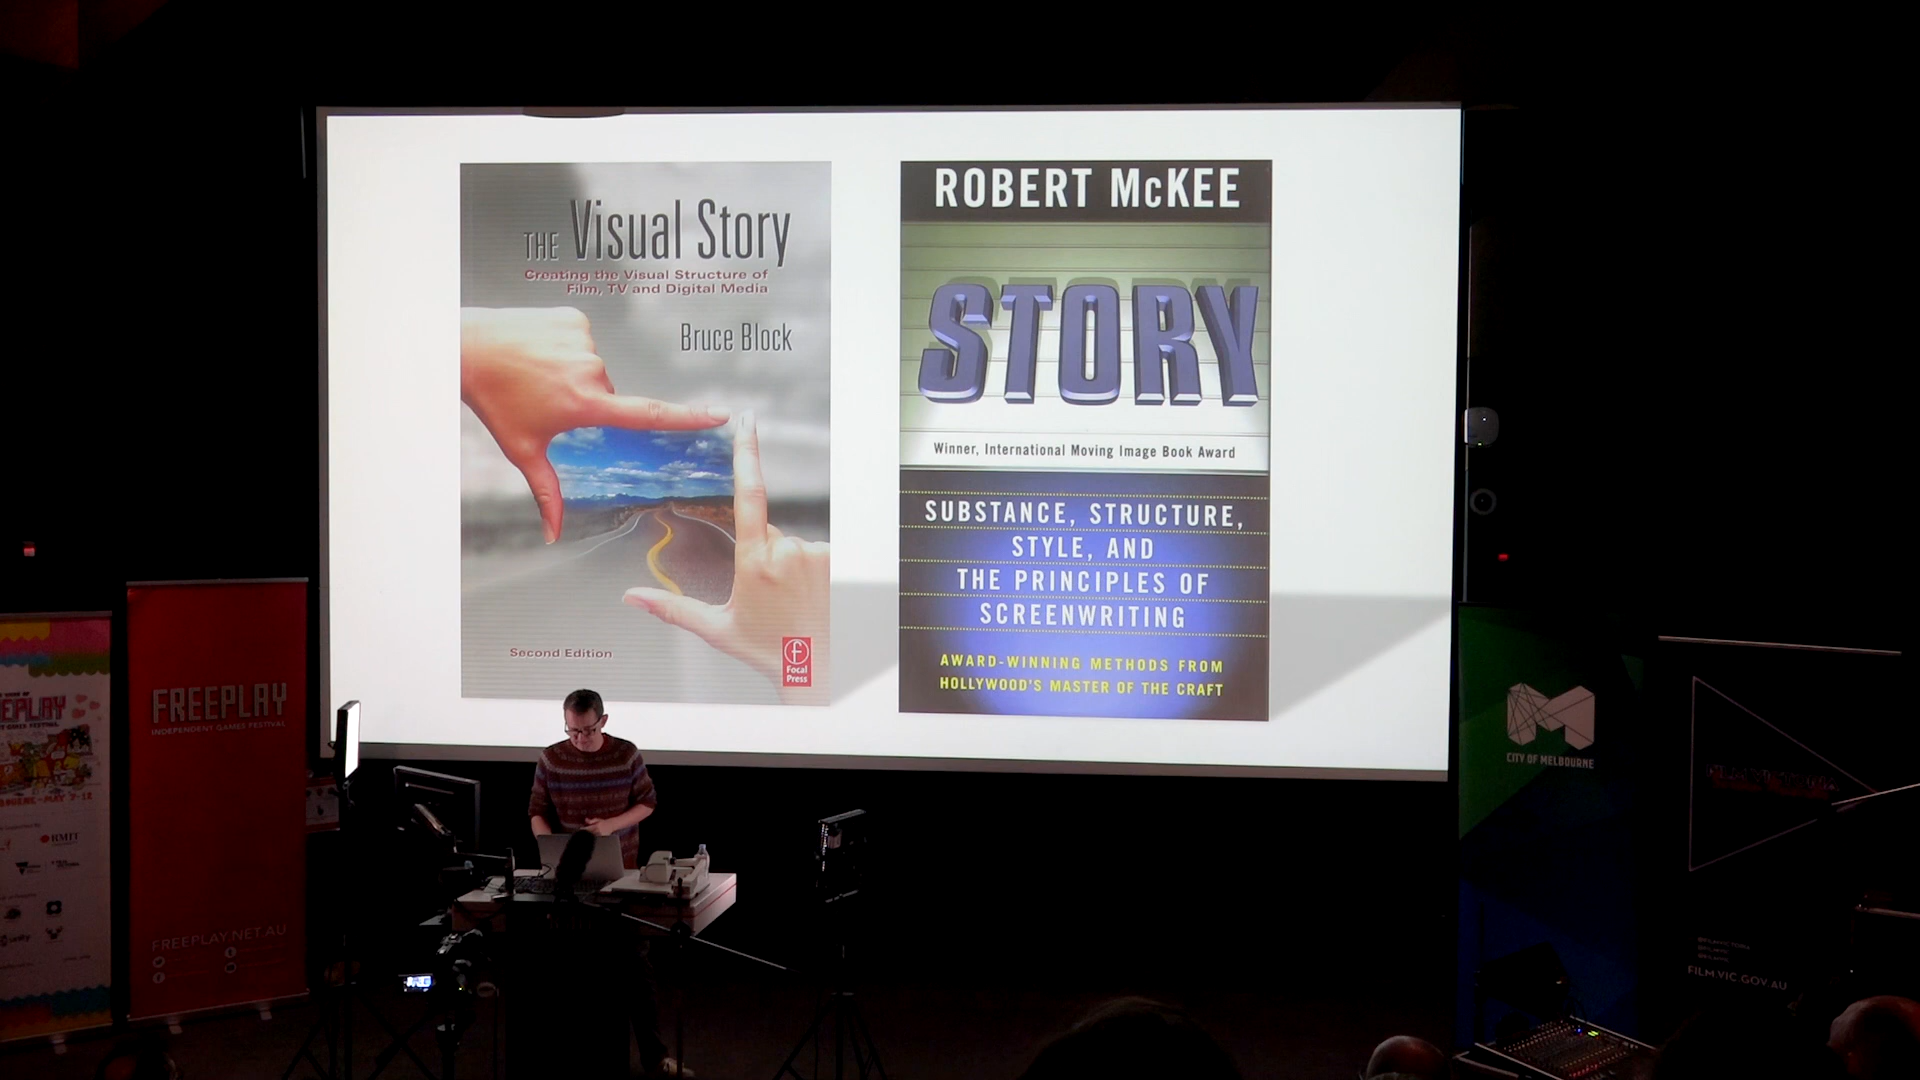 THE Visual Story
Creating the Visual Structure of
Film, TV and Digital Media
Bruce Block
Second Edition
f
Focal
Press
ROBERT McKEE
STORY
Winner, International Moving Image Book Award
SUBSTANCE, STRUCTURE,
STYLE, AND
THE PRINCIPLES OF
SCREENWRITING
AWARD-WINNING METHODS FROM
HOLLYWOOD'S MASTER OF THE CRAFT
EPLAY
RMIT
unity
FREEPLAY
INDEPENDENT GAMES FESTIVAL
FREEPLAY.NET.AU
CITY OF MELBOURNE
FILM.VIC.GOV.AU